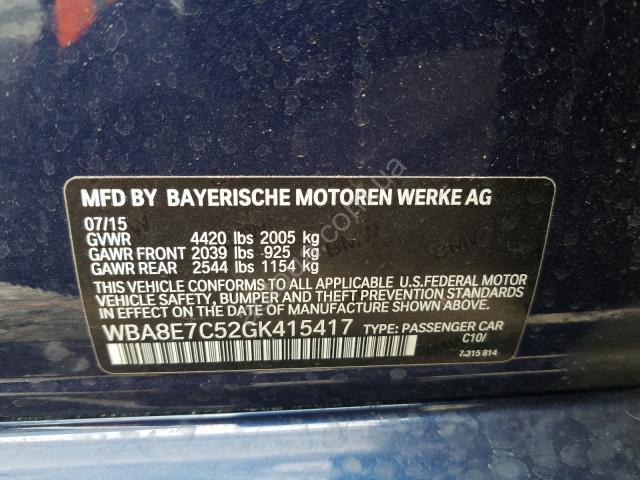 MFD BY BAYERISCHE MOTOREN WERKE AG
07/15
GVWR 4420 lbs 2005 kg
GAWR FRONT 2039 lbs 925 kg
GAWR REAR 2544 lbs 1154 kg
THIS VEHICLE CONFORMS TO ALL APPLICABLE U.S.FEDERAL MOTOR
VEHICLE SAFETY, BUMPER AND THEFT PREVENTION STANDARDS
IN EFFECT ON THE DATE OF MANUFACTURE SHOWN ABOVE.
WBA8E7C52GK415417 TYPE: PASSENGER CAR
C10/
7 315 814